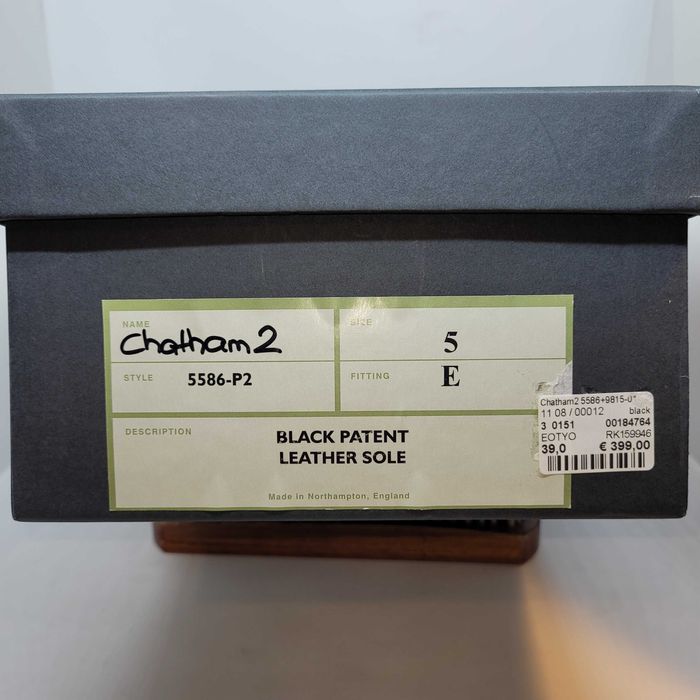 NAME
Chatham 2
SIZE
5
STYLE 5586-P2
FITTING E
DESCRIPTION
BLACK PATENT
LEATHER SOLE
Made in Northampton, England
Chatham2 5586+9815-0*
11 08 / 00012 black
3 0151 00184764
EOTYO RK159946
39,0 € 399,00